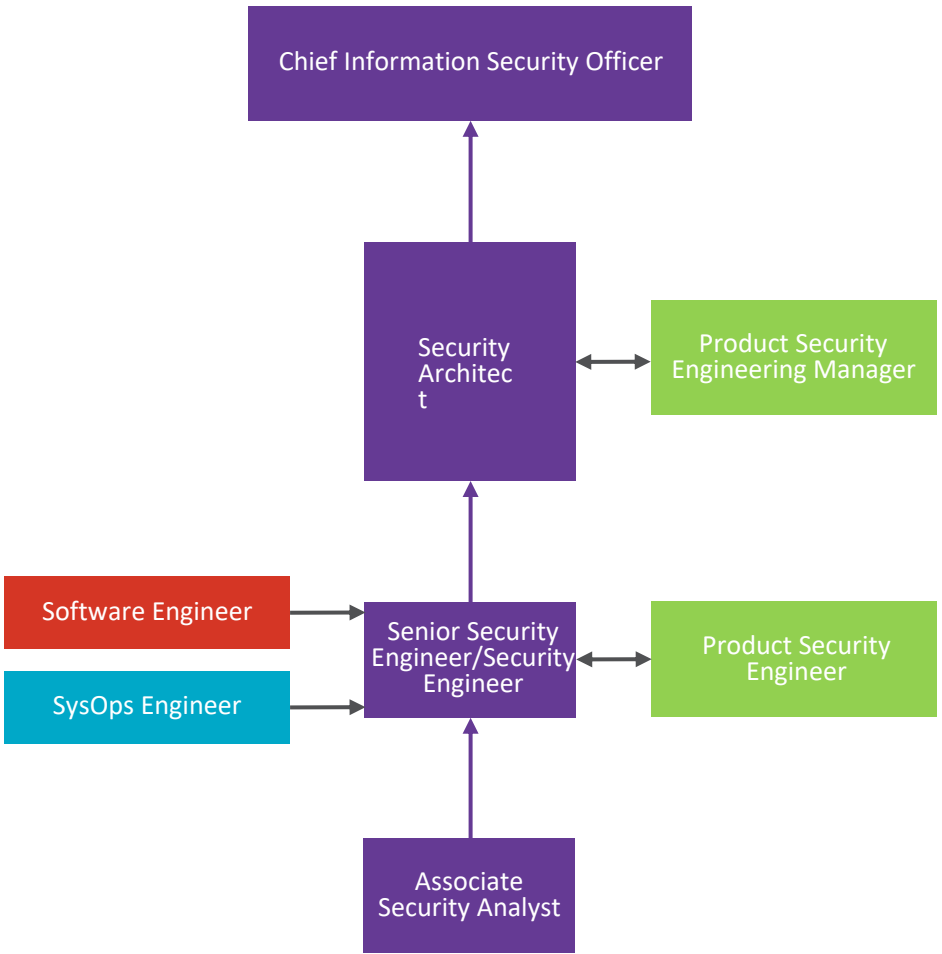 Chief Information Security Officer
Security
Architec
t
Product Security
Engineering Manager
Software Engineer
Senior Security
Engineer/Security
Engineer
Product Security
Engineer
SysOps Engineer
Associate
Security Analyst